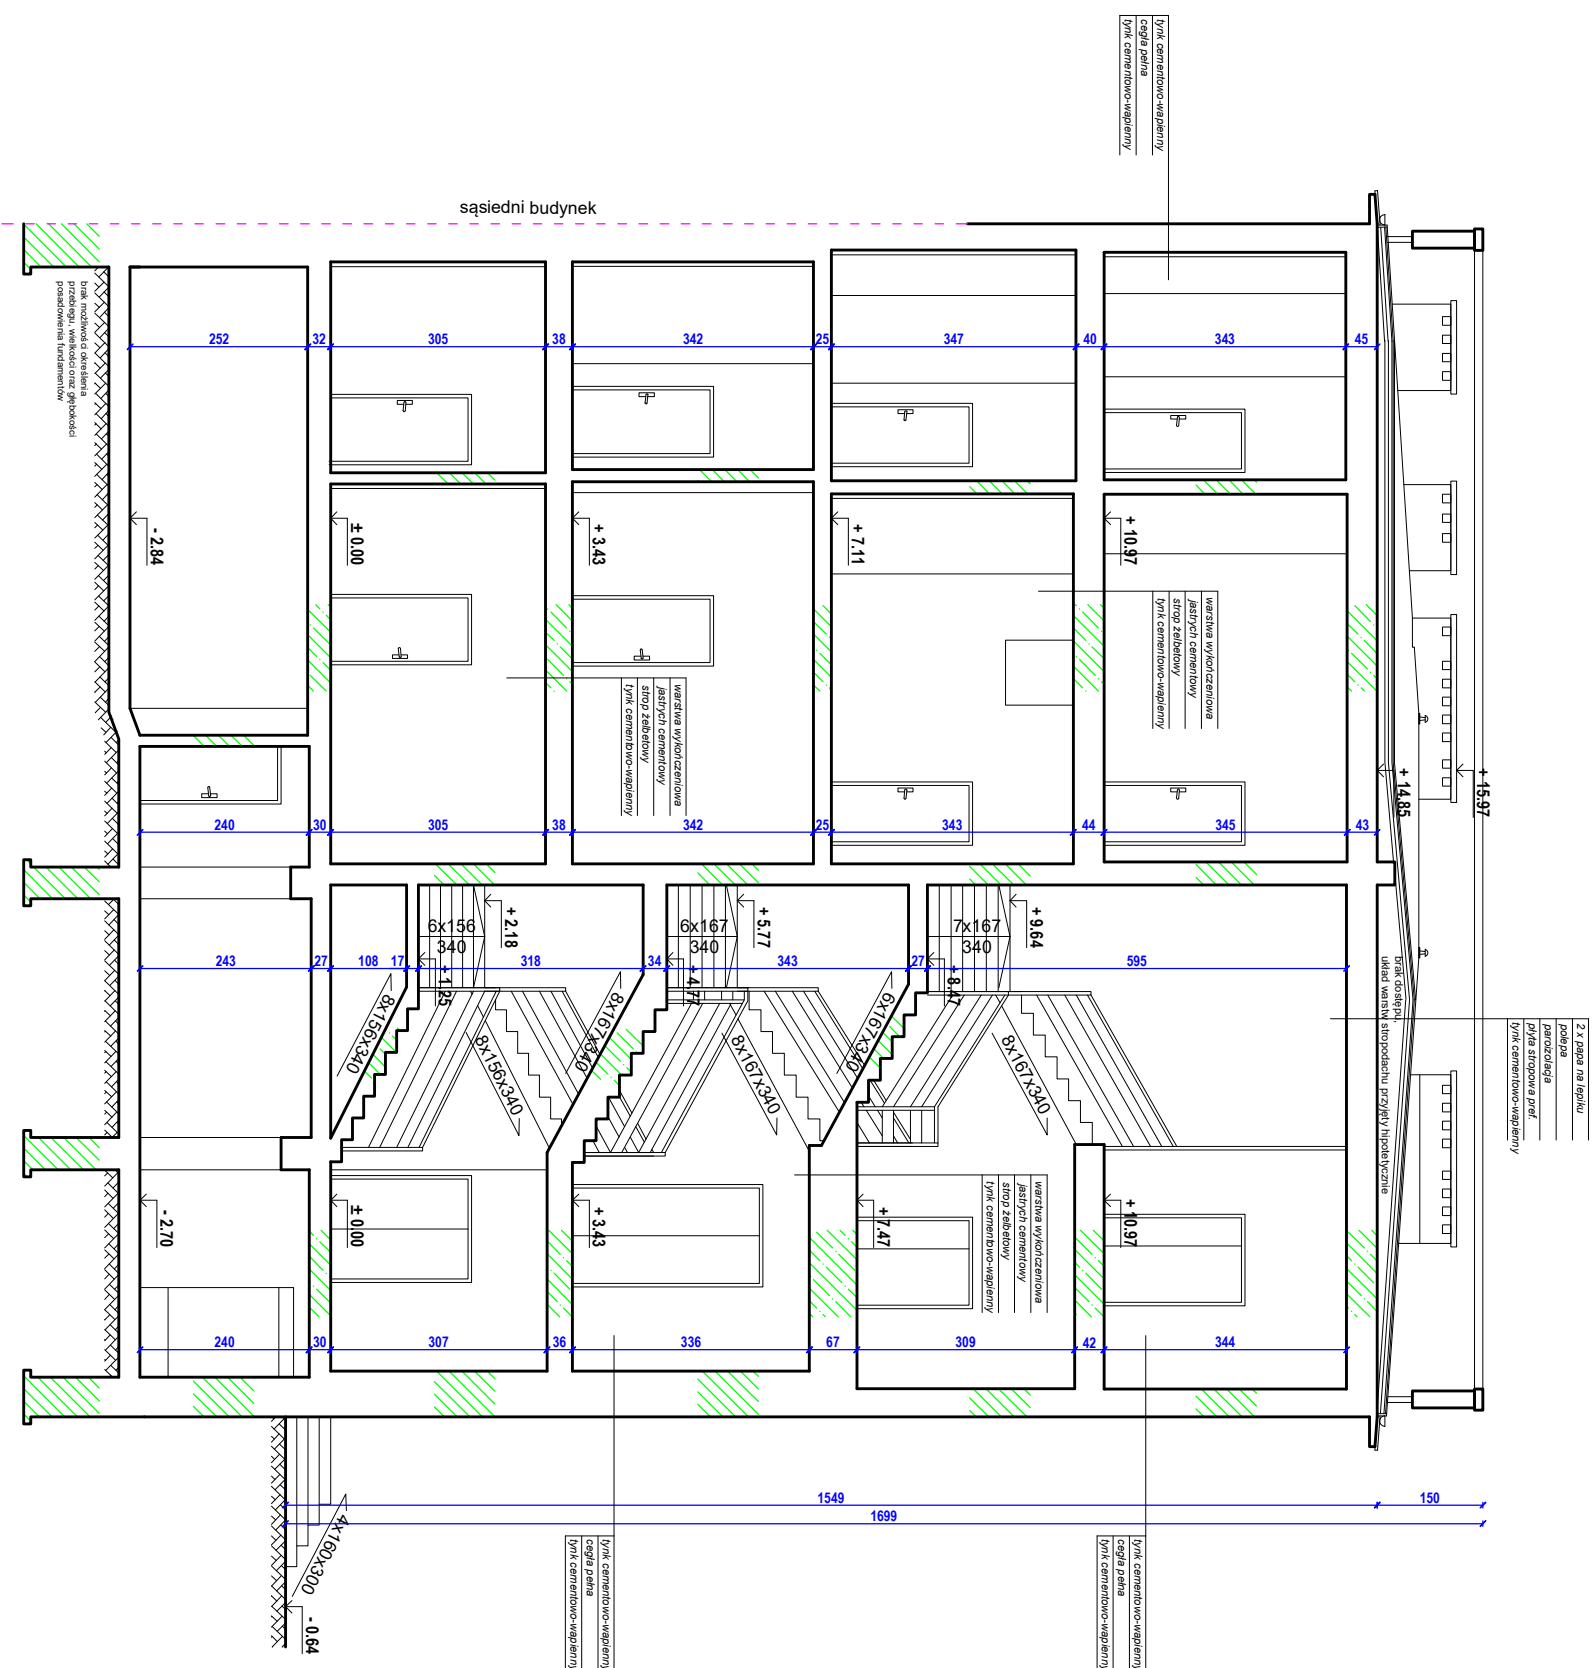 tynk cementowo-wapienny
cegła pełna
tynk cementowo-wapienny
sąsiedni budynek
2 x papa na lepiku
polepa
paroizolacja
płyta stropowa pref.
tynk cementowo-wapienny
brak dostępu,
układ warstw stropodachu przyjęty hipotetycznie
+ 15.97
+ 14.85
brak możliwości określenia
przebiegu, wielkości oraz głębokości
posadowienia fundamentów
252
32
305
38
342
25
347
40
343
45
- 2.84
± 0.00
+ 3.43
+ 7.11
+ 10.97
warstwa wykończeniowa
jastrych cementowy
strop żelbetowy
tynk cementowo-wapienny
warstwa wykończeniowa
jastrych cementowy
strop żelbetowy
tynk cementowo-wapienny
240
30
305
38
342
25
343
44
345
43
+ 2.18
+ 5.77
+ 9.64
6x156
340
6x167
340
7x167
340
243
27
108
17
318
34
343
27
595
+ 1.25
+ 4.77
+ 8.47
8x156x340
8x156x340
8x167x340
8x167x340
6x167x340
8x167x340
warstwa wykończeniowa
jastrych cementowy
strop żelbetowy
tynk cementowo-wapienny
- 2.70
± 0.00
+ 3.43
+ 7.47
+ 10.97
240
30
307
36
336
67
309
42
344
1549
150
1699
4x160x300
- 0.64
tynk cementowo-wapienny
cegła pełna
tynk cementowo-wapienny
tynk cementowo-wapienny
cegła pełna
tynk cementowo-wapienny